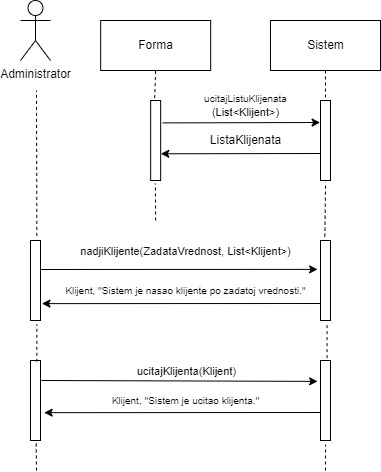 Administrator
Forma
Sistem
ucitajListuKlijenata
(List<Klijent>)
ListaKlijenata
nadjiKlijente(ZadataVrednost, List<Klijent>)
Klijent, "Sistem je nasao klijente po zadatoj vrednosti."
ucitajKlijenta(Klijent)
Klijent, "Sistem je ucitao klijenta."